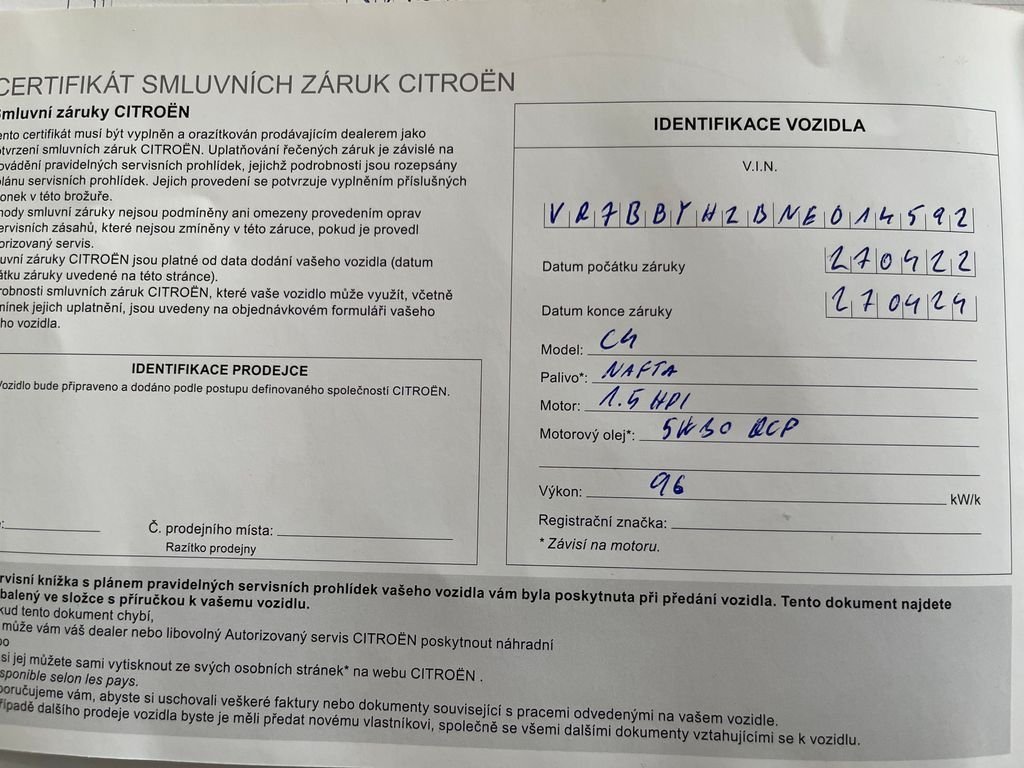 CERTIFIKÁT SMLUVNÍCH ZÁRUK CITROËN
mluvní záruky CITROËN
ento certifikát musí být vyplněn a orazítkován prodávajícím dealerem jako
otvrzení smluvních záruk CITROËN. Uplatňování řečených záruk je závislé na
ovádění pravidelných servisních prohlídek, jejichž podrobnosti jsou rozepsány
plánu servisních prohlídek. Jejich provedení se potvrzuje vyplněním příslušných
onek v této brožuře.
hody smluvní záruky nejsou podmíněny ani omezeny provedením oprav
ervisních zásahů, které nejsou zmíněny v této záruce, pokud je provedl
orizovaný servis.
uvní záruky CITROËN jsou platné od data dodání vašeho vozidla (datum
átku záruky uvedené na této stránce).
robnosti smluvních záruk CITROËN, které vaše vozidlo může využít, včetně
mínek jejich uplatnění, jsou uvedeny na objednávkovém formuláři vašeho
ho vozidla.
IDENTIFIKACE PRODEJCE
Vozidlo bude připraveno a dodáno podle postupu definovaného společností CITROËN.
Č. prodejního místa:
Razítko prodejny
IDENTIFIKACE VOZIDLA
V.I.N.
VR7BBYHZBNE014592
Datum počátku záruky 270422
Datum konce záruky 270424
Model: C4
Palivo*: NAFTA
Motor: 1.5 HDI
Motorový olej*: 5W30 RCP
Výkon: 96 kW/k
Registrační značka:
* Závisí na motoru.
rvisní knížka s plánem pravidelných servisních prohlídek vašeho vozidla vám byla poskytnuta při předání vozidla. Tento dokument najdete
balený ve složce s příručkou k vašemu vozidlu.
kud tento dokument chybí,
může vám váš dealer nebo libovolný Autorizovaný servis CITROËN poskytnout náhradní
bo
si jej můžete sami vytisknout ze svých osobních stránek* na webu CITROËN .
sponible selon les pays.
poručujeme vám, abyste si uschovali veškeré faktury nebo dokumenty související s pracemi odvedenými na vašem vozidle.
řípadě dalšího prodeje vozidla byste je měli předat novému vlastníkovi, společně se všemi dalšími dokumenty vztahujícími se k vozidlu.